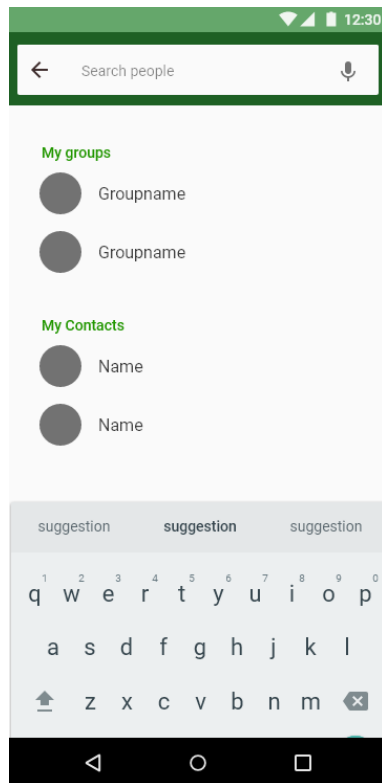 12:30
Search people
My groups
Groupname
Groupname
My Contacts
Name
Name
suggestion suggestion suggestion
1 2 3 4 5 6 7 8 9 0
q w e r t y u i o p
a s d f g h j k l
z x c v b n m